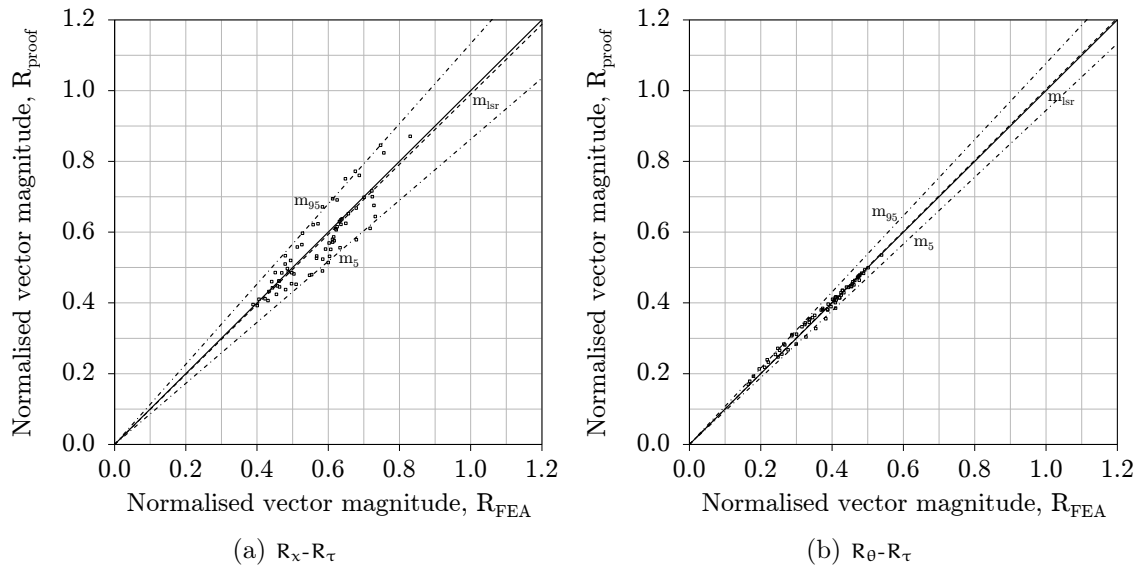 1.2
1.0
0.8
0.6
0.4
0.2
0.0
Normalised vector magnitude, R_proof
m_lsr
m_95
m_5
0.0 0.2 0.4 0.6 0.8 1.0 1.2
Normalised vector magnitude, R_FEA
(a) R_x-R_τ
1.2
1.0
0.8
0.6
0.4
0.2
0.0
Normalised vector magnitude, R_proof
m_lsr
m_95
m_5
0.0 0.2 0.4 0.6 0.8 1.0 1.2
Normalised vector magnitude, R_FEA
(b) R_θ-R_τ